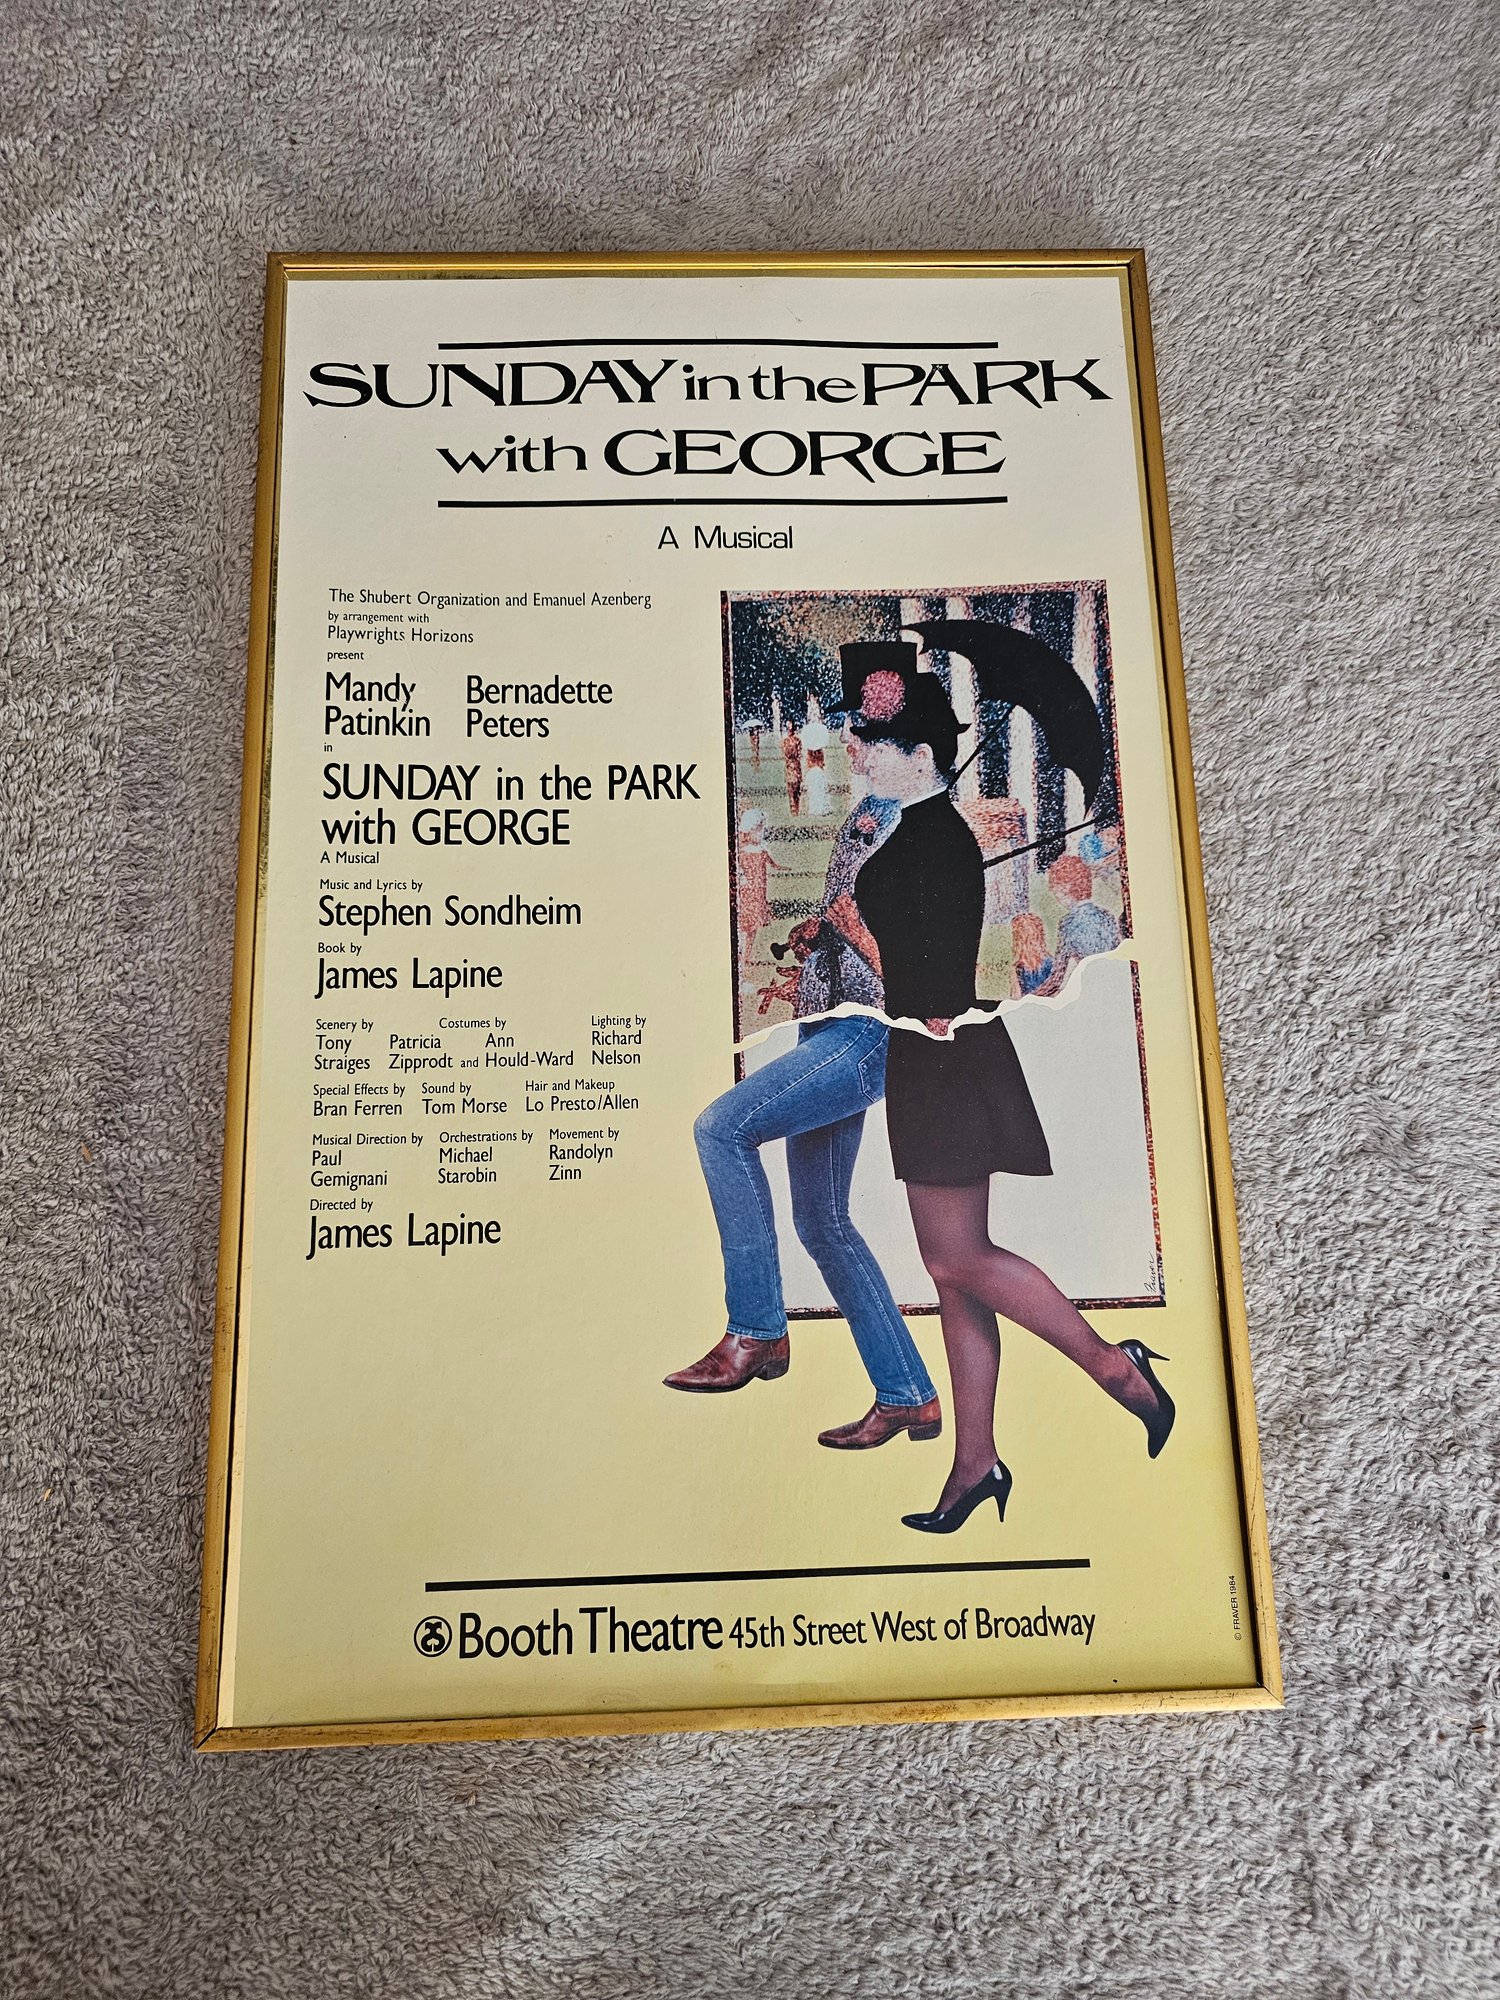 SUNDAY in the PARK
with GEORGE
A Musical
The Shubert Organization and Emanuel Azenberg
by arrangement with
Playwrights Horizons
present
Mandy Bernadette
Patinkin Peters
in
SUNDAY in the PARK
with GEORGE
A Musical
Music and Lyrics by
Stephen Sondheim
Book by
James Lapine
Scenery by Costumes by Lighting by
Tony Patricia Ann Richard
Straiges Zipprodt and Hould-Ward Nelson
Special Effects by Sound by Hair and Makeup
Bran Ferren Tom Morse Lo Presto/Allen
Musical Direction by Orchestrations by Movement by
Paul Michael Randolyn
Gemignani Starobin Zinn
Directed by
James Lapine
Fraver
Booth Theatre 45th Street West of Broadway
© FRAVER 1984